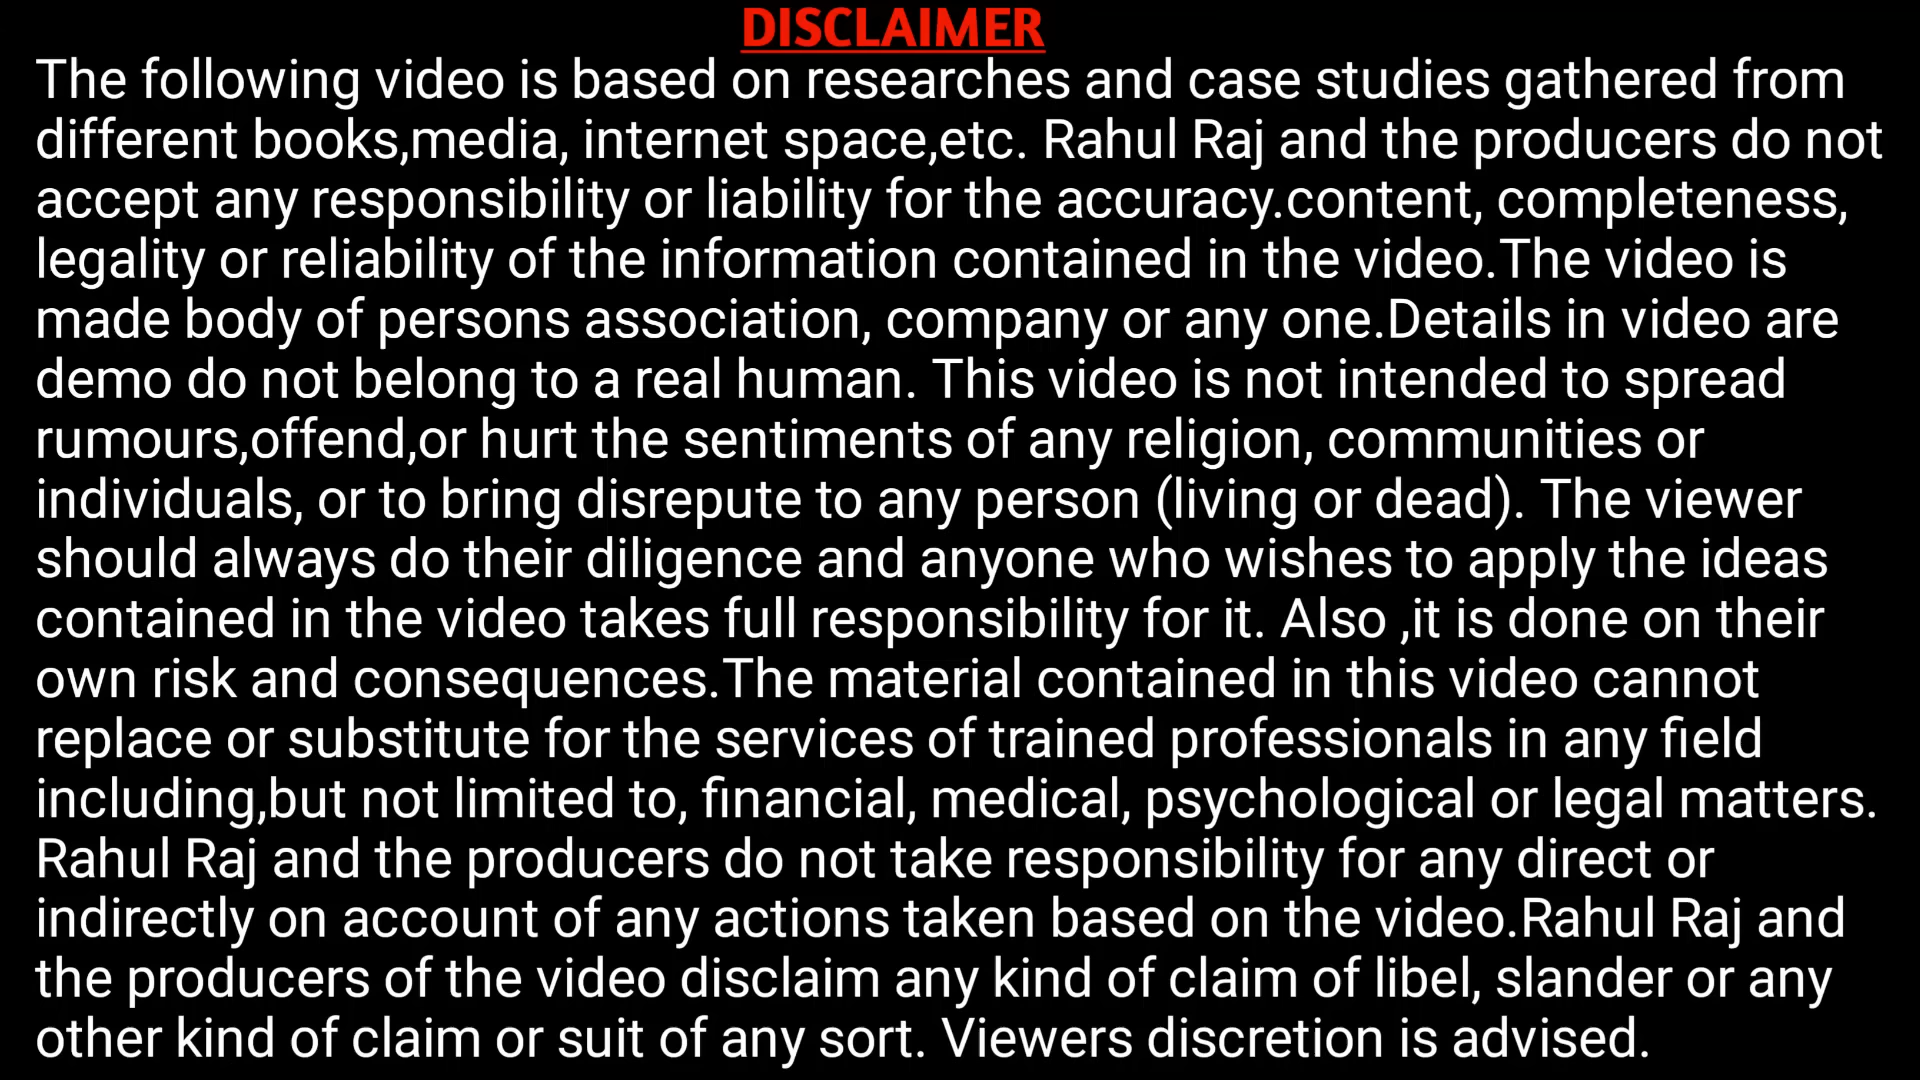 DISCLAIMER
The following video is based on researches and case studies gathered from
different books,media, internet space,etc. Rahul Raj and the producers do not
accept any responsibility or liability for the accuracy.content, completeness,
legality or reliability of the information contained in the video.The video is
made body of persons association, company or any one.Details in video are
demo do not belong to a real human. This video is not intended to spread
rumours,offend,or hurt the sentiments of any religion, communities or
individuals, or to bring disrepute to any person (living or dead). The viewer
should always do their diligence and anyone who wishes to apply the ideas
contained in the video takes full responsibility for it. Also ,it is done on their
own risk and consequences.The material contained in this video cannot
replace or substitute for the services of trained professionals in any field
including,but not limited to, financial, medical, psychological or legal matters.
Rahul Raj and the producers do not take responsibility for any direct or
indirectly on account of any actions taken based on the video.Rahul Raj and
the producers of the video disclaim any kind of claim of libel, slander or any
other kind of claim or suit of any sort. Viewers discretion is advised.